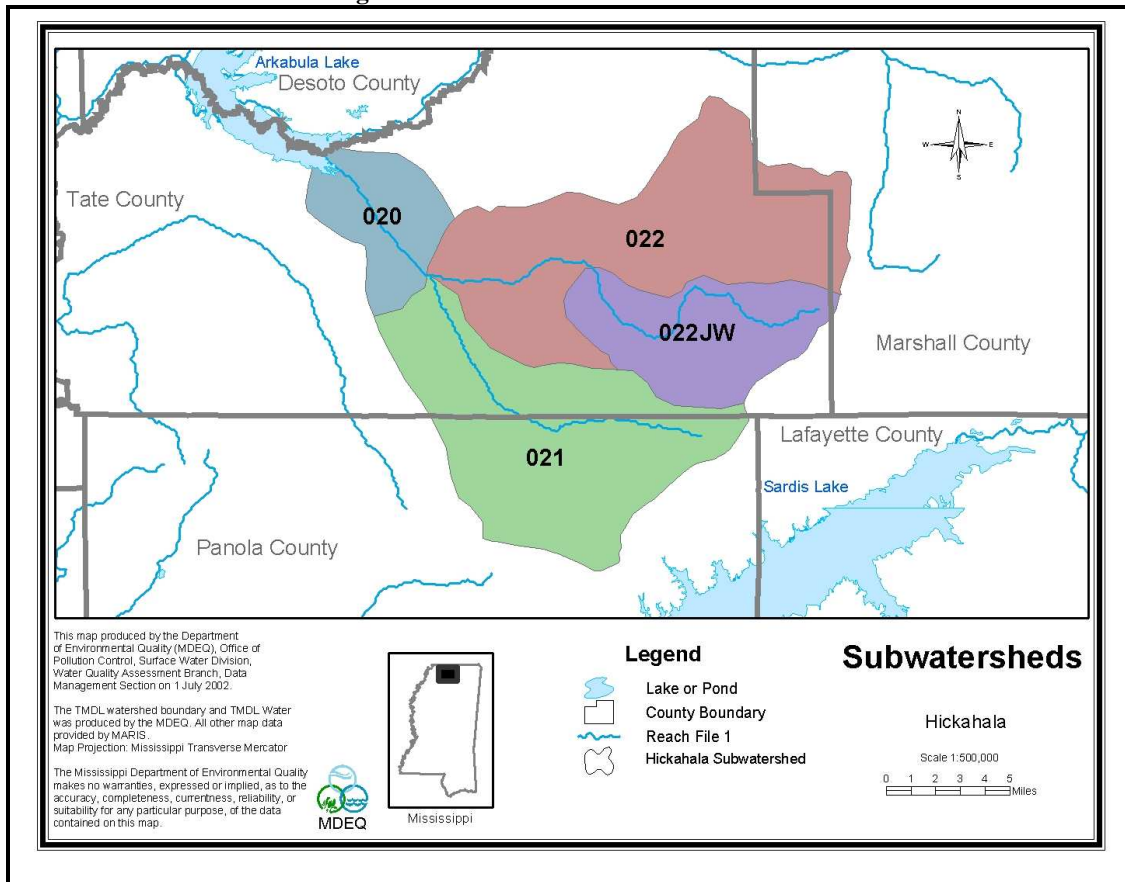 Arkabula Lake
Desoto County
Tate County
020
022
022JW
Marshall County
021
Lafayette County
Sardis Lake
Panola County
N
W
E
S
This map produced by the Department
of Environmental Quality (MDEQ), Office of
Pollution Control, Surface Water Division,
Water Quality Assessment Branch, Data
Management Section on 1 July 2002.
The TMDL watershed boundary and TMDL Water
was produced by the MDEQ. All other map data
provided by MARIS.
Map Projection: Mississippi Transverse Mercator
The Mississippi Department of Environmental Quality
makes no warranties, expressed or implied, as to the
accuracy, completeness, currentness, reliability, or
suitability for any particular purpose, of the data
contained on this map.
MDEQ
Mississippi
Legend
Lake or Pond
County Boundary
Reach File 1
Hickahala Subwatershed
Subwatersheds
Hickahala
Scale 1:500,000
0 1 2 3 4 5
Miles